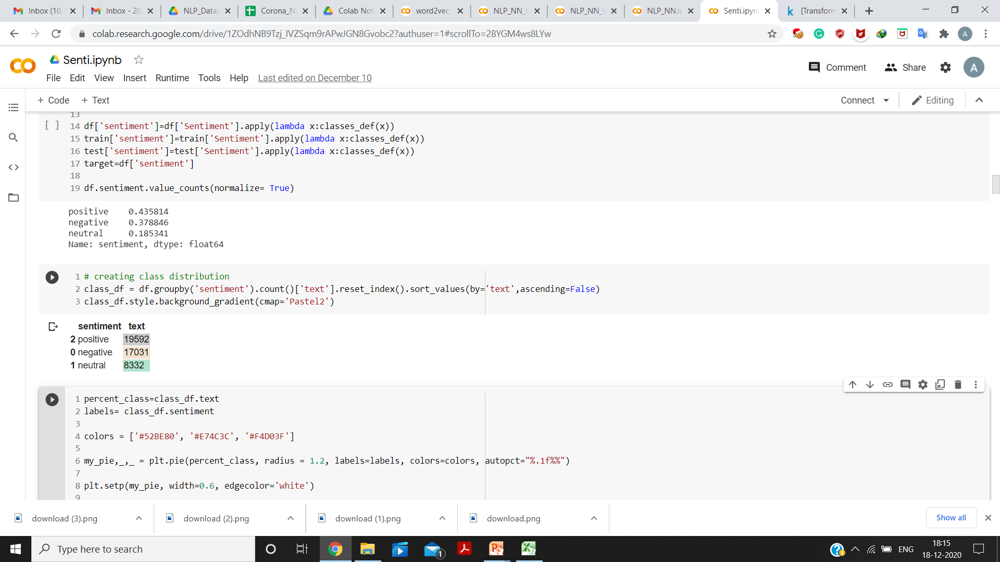 Inbox (10,
Inbox - 20
NLP_Datas
Corona_NL
Colab Not
word2vec_
NLP_NN_C
NLP_NN_V
NLP_NN.ip
Senti.ipyn
[Transform
colab.research.google.com/drive/1ZOdhNB9Tzj_IVZSqm9rAPwJGN8Gvobc2?authuser=1#scrollTo=28YGM4ws8LYw
A
Senti.ipynb
Comment
Share
A
File Edit View Insert Runtime Tools Help Last edited on December 10
+ Code + Text
Connect
Editing
13
[ ]
14 df['sentiment']=df['Sentiment'].apply(lambda x:classes_def(x))
15 train['sentiment']=train['Sentiment'].apply(lambda x:classes_def(x))
16 test['sentiment']=test['Sentiment'].apply(lambda x:classes_def(x))
17 target=df['sentiment']
18
19 df.sentiment.value_counts(normalize= True)
positive 0.435814
negative 0.378846
neutral 0.185341
Name: sentiment, dtype: float64
1 # creating class distribution
2 class_df = df.groupby('sentiment').count()['text'].reset_index().sort_values(by='text',ascending=False)
3 class_df.style.background_gradient(cmap='Pastel2')
sentiment text
2 positive 19592
0 negative 17031
1 neutral 8332
1 percent_class=class_df.text
2 labels= class_df.sentiment
3
4 colors = ['#52BE80', '#E74C3C', '#F4D03F']
5
6 my_pie,_,_ = plt.pie(percent_class, radius = 1.2, labels=labels, colors=colors, autopct="%.1f%%")
7
8 plt.setp(my_pie, width=0.6, edgecolor='white')
9
download (3).png
download (2).png
download (1).png
download.png
Show all
Type here to search
1
ENG
18:15
18-12-2020